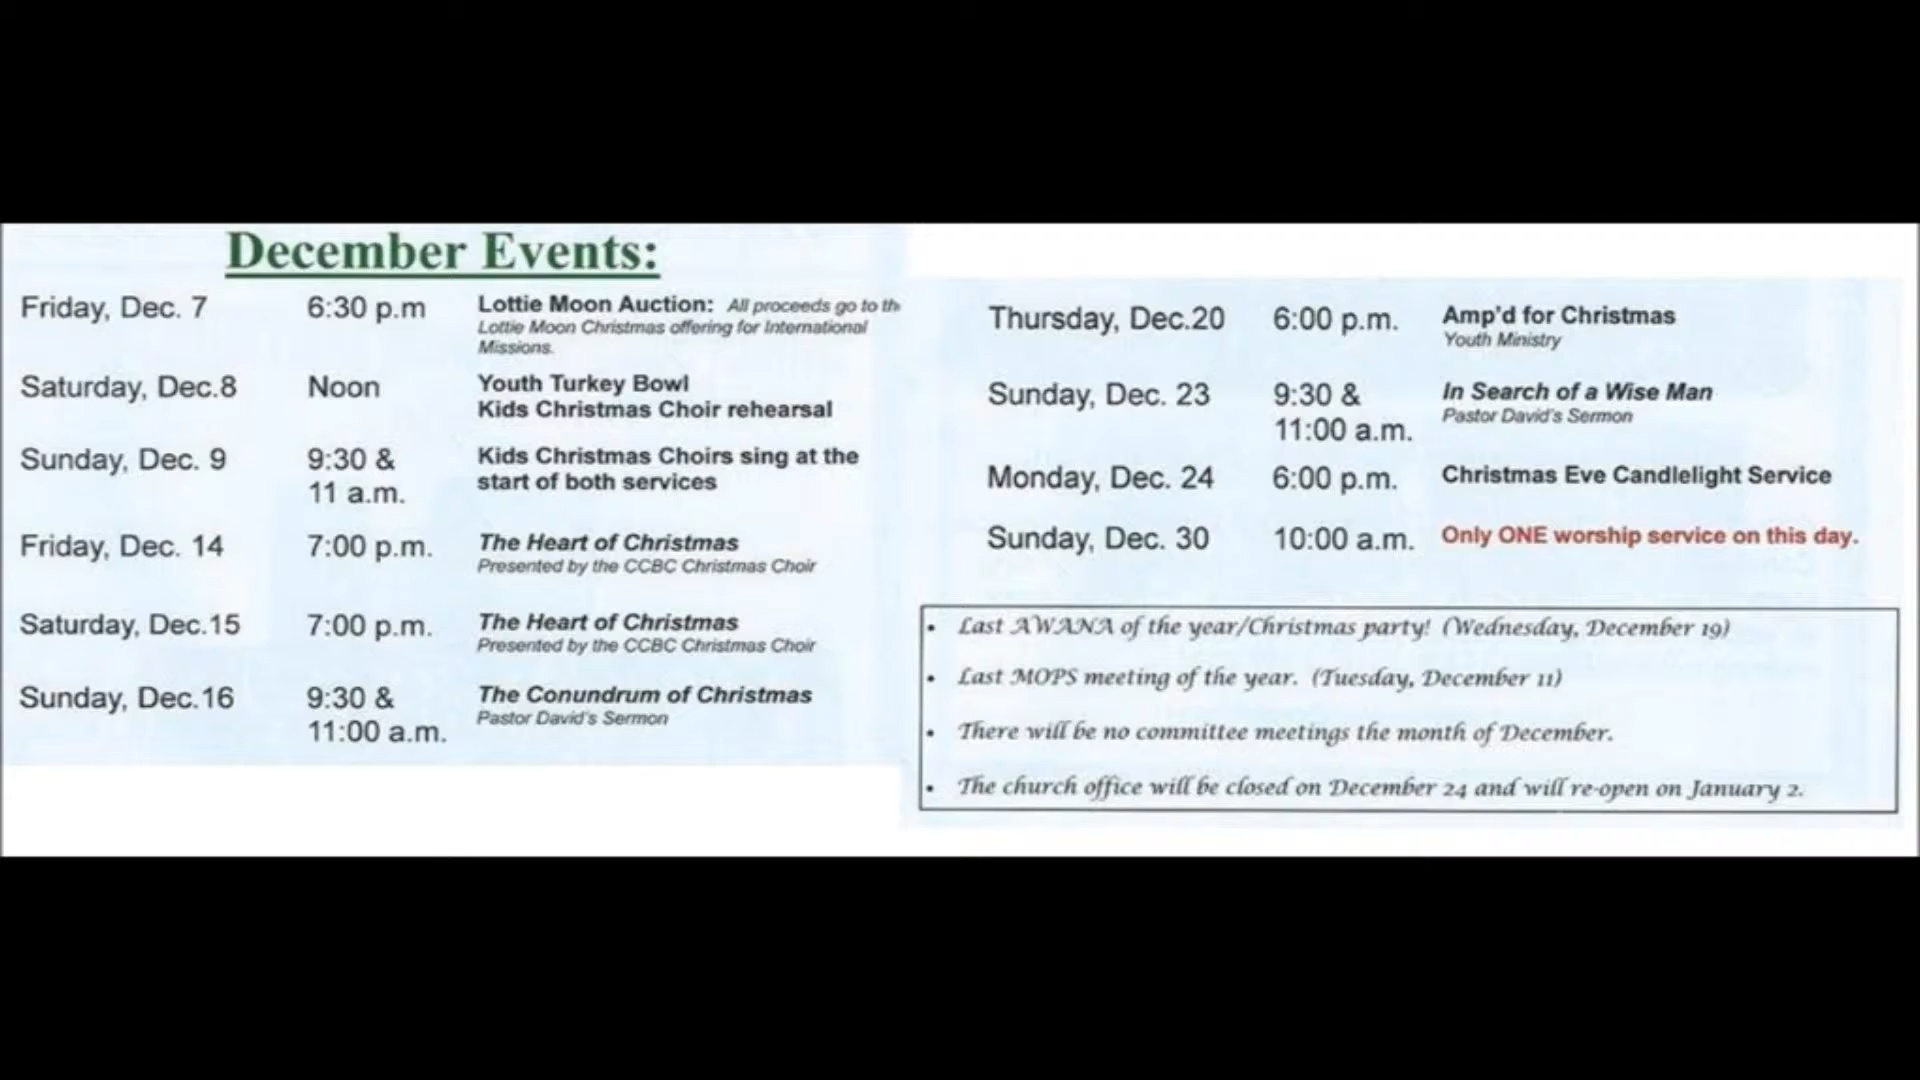 December Events:
Friday, Dec. 7 6:30 p.m Lottie Moon Auction: All proceeds go to th
Lottie Moon Christmas offering for International
Missions.
Saturday, Dec.8 Noon Youth Turkey Bowl
Kids Christmas Choir rehearsal
Sunday, Dec. 9 9:30 & Kids Christmas Choirs sing at the
11 a.m. start of both services
Friday, Dec. 14 7:00 p.m. The Heart of Christmas
Presented by the CCBC Christmas Choir
Saturday, Dec.15 7:00 p.m. The Heart of Christmas
Presented by the CCBC Christmas Choir
Sunday, Dec.16 9:30 & The Conundrum of Christmas
11:00 a.m. Pastor David's Sermon
Thursday, Dec.20 6:00 p.m. Amp'd for Christmas
Youth Ministry
Sunday, Dec. 23 9:30 & In Search of a Wise Man
11:00 a.m. Pastor David's Sermon
Monday, Dec. 24 6:00 p.m. Christmas Eve Candlelight Service
Sunday, Dec. 30 10:00 a.m. Only ONE worship service on this day.
• Last AWANA of the year/Christmas party! (Wednesday, December 19)
• Last MOPS meeting of the year. (Tuesday, December 11)
• There will be no committee meetings the month of December.
• The church office will be closed on December 24 and will re-open on January 2.